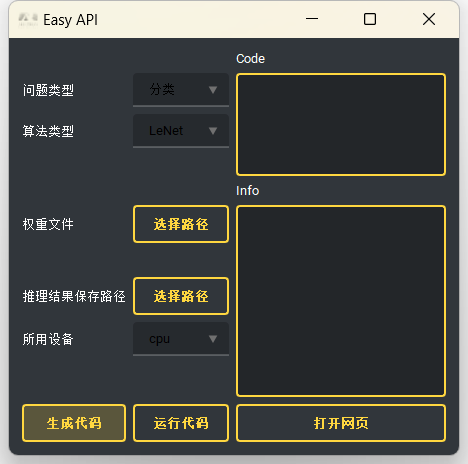 Easy API
Code
问题类型
分类
算法类型
LeNet
Info
权重文件
选择路径
推理结果保存路径
选择路径
所用设备
cpu
生成代码
运行代码
打开网页